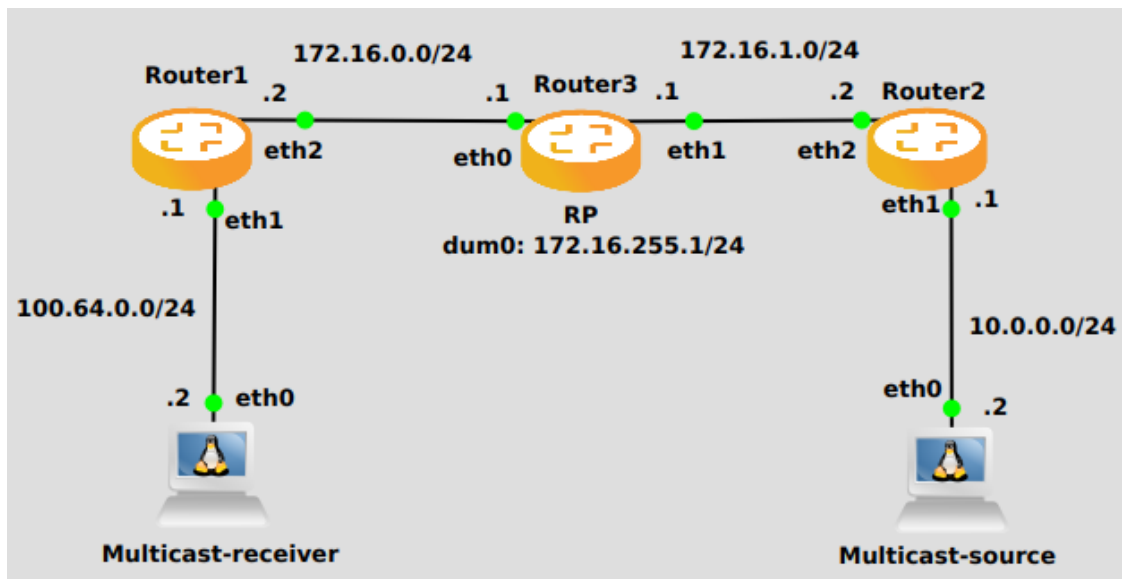 172.16.0.0/24
172.16.1.0/24
Router1
Router3
Router2
.2
.1
.1
.2
eth2
eth0
eth1
eth2
.1
eth1
RP
dum0: 172.16.255.1/24
eth1
.1
100.64.0.0/24
10.0.0.0/24
.2
eth0
eth0
.2
Multicast-receiver
Multicast-source